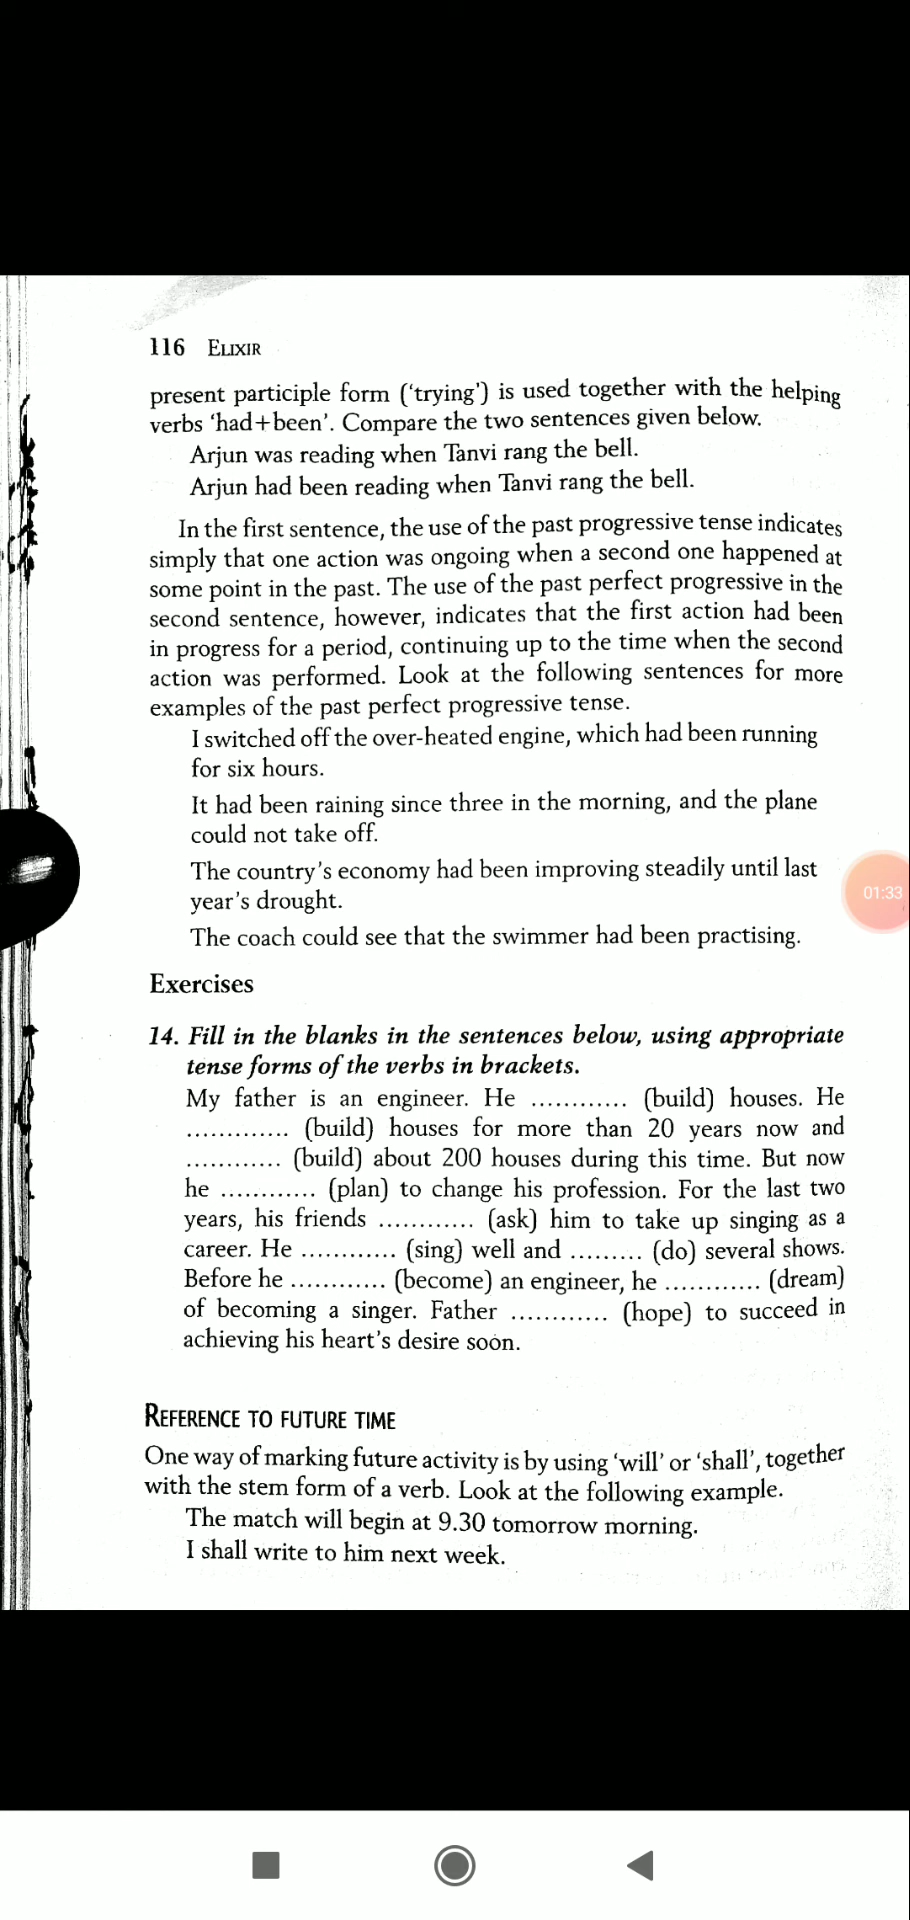 116 ELIXIR
present participle form ('trying') is used together with the helping
verbs 'had+been'. Compare the two sentences given below.
Arjun was reading when Tanvi rang the bell.
Arjun had been reading when Tanvi rang the bell.
In the first sentence, the use of the past progressive tense indicates
simply that one action was ongoing when a second one happened at
some point in the past. The use of the past perfect progressive in the
second sentence, however, indicates that the first action had been
in progress for a period, continuing up to the time when the second
action was performed. Look at the following sentences for more
examples of the past perfect progressive tense.
I switched off the over-heated engine, which had been running
for six hours.
It had been raining since three in the morning, and the plane
could not take off.
The country's economy had been improving steadily until last
year's drought.
01:33
The coach could see that the swimmer had been practising.
Exercises
14. Fill in the blanks in the sentences below, using appropriate
tense forms of the verbs in brackets.
My father is an engineer. He ............ (build) houses. He
............. (build) houses for more than 20 years now and
............ (build) about 200 houses during this time. But now
he ............ (plan) to change his profession. For the last two
years, his friends ............ (ask) him to take up singing as a
career. He ............ (sing) well and ......... (do) several shows.
Before he ............ (become) an engineer, he ............ (dream)
of becoming a singer. Father ............ (hope) to succeed in
achieving his heart's desire soon.
REFERENCE TO FUTURE TIME
One way of marking future activity is by using 'will' or 'shall', together
with the stem form of a verb. Look at the following example.
The match will begin at 9.30 tomorrow morning.
I shall write to him next week.